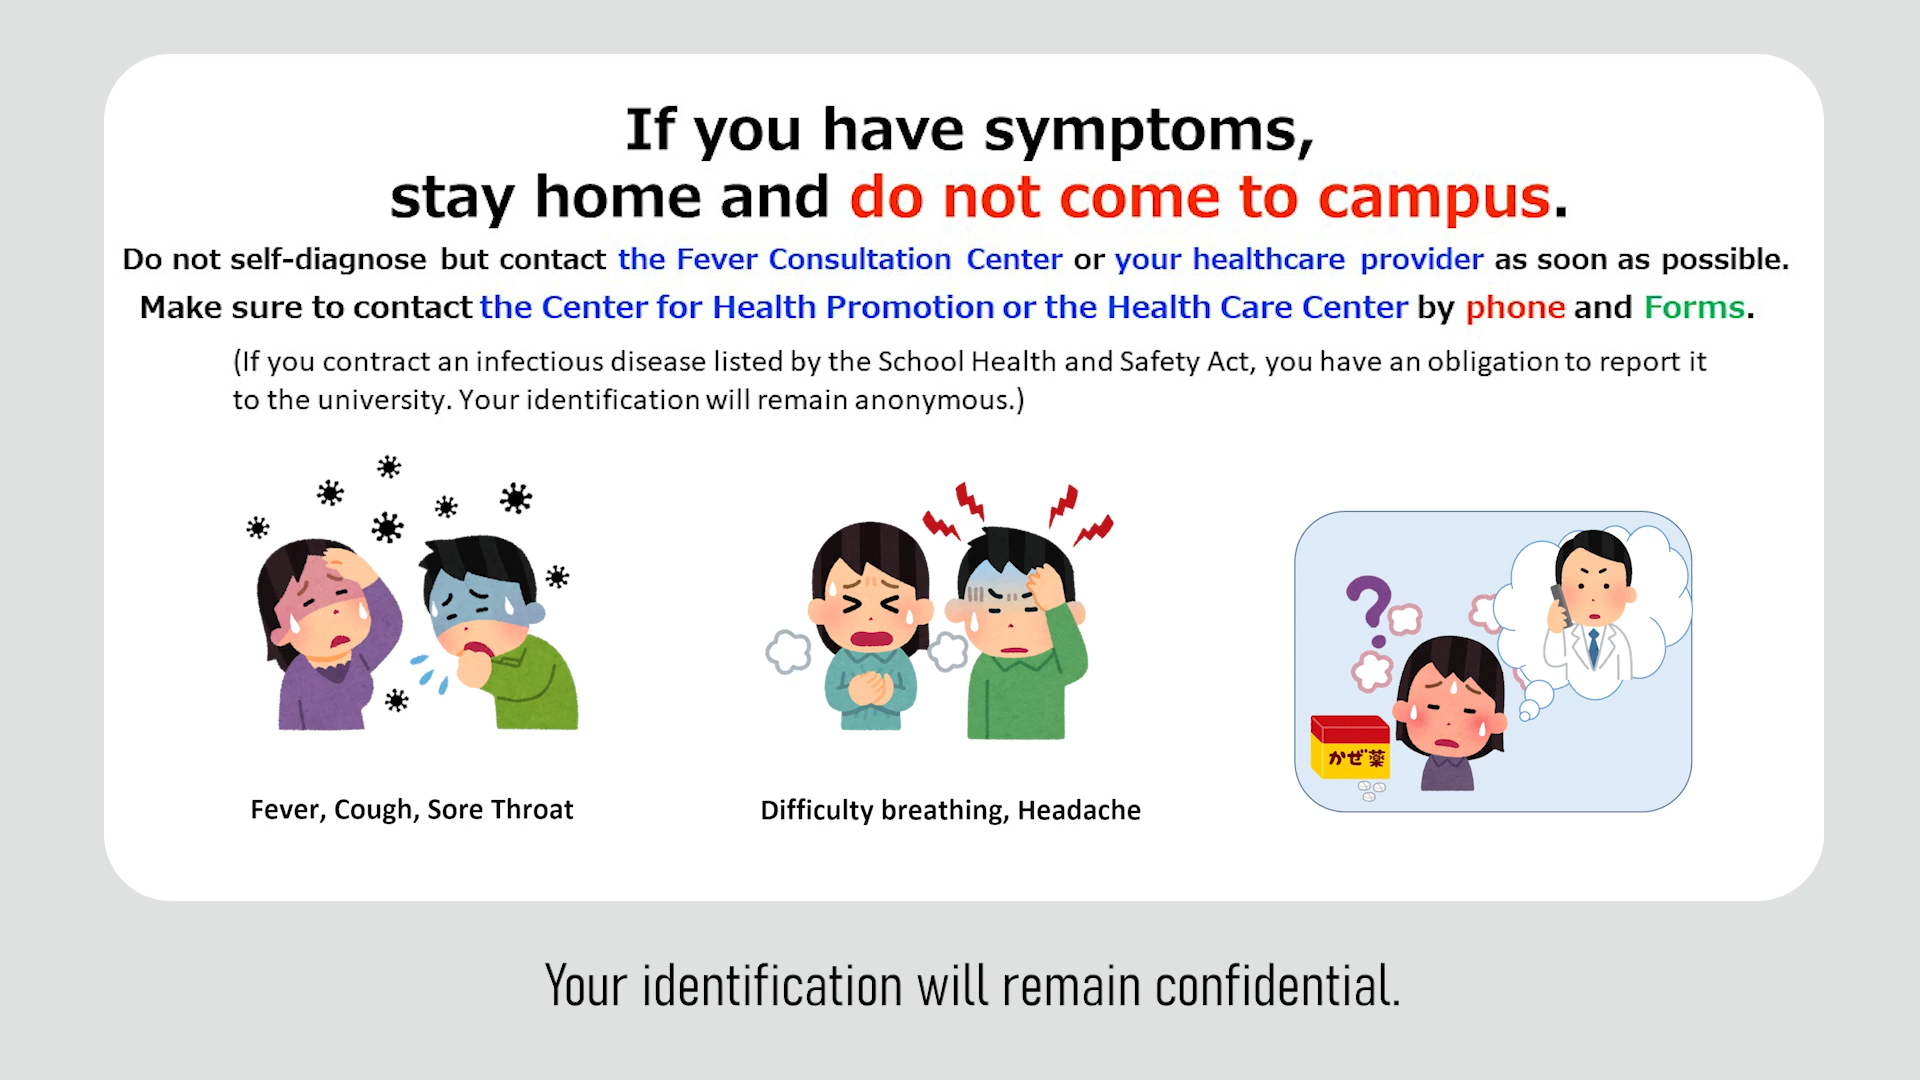 If you have symptoms,
stay home and do not come to campus.
Do not self-diagnose but contact the Fever Consultation Center or your healthcare provider as soon as possible.
Make sure to contact the Center for Health Promotion or the Health Care Center by phone and Forms.
(If you contract an infectious disease listed by the School Health and Safety Act, you have an obligation to report it
to the university. Your identification will remain anonymous.)
?
かぜ薬
Fever, Cough, Sore Throat
Difficulty breathing, Headache
Your identification will remain confidential.